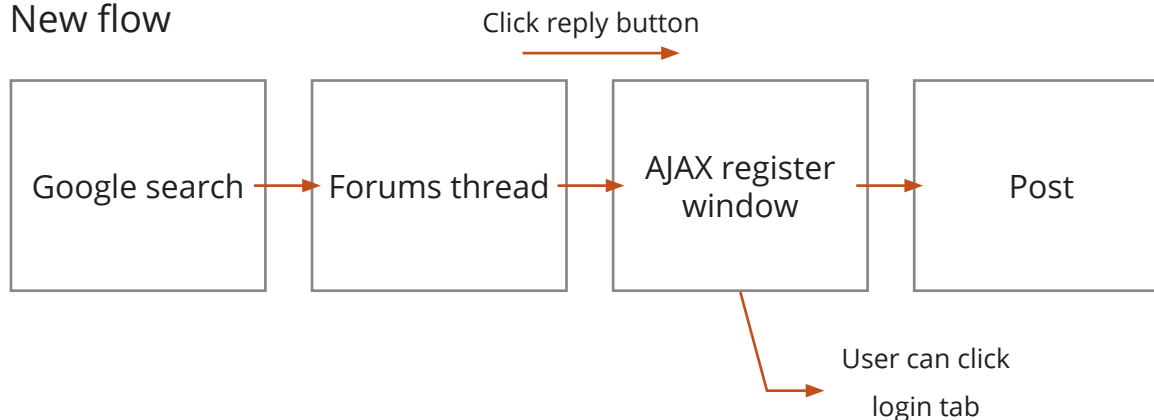 New flow
Click reply button
Google search
Forums thread
AJAX register
window
Post
User can click
login tab